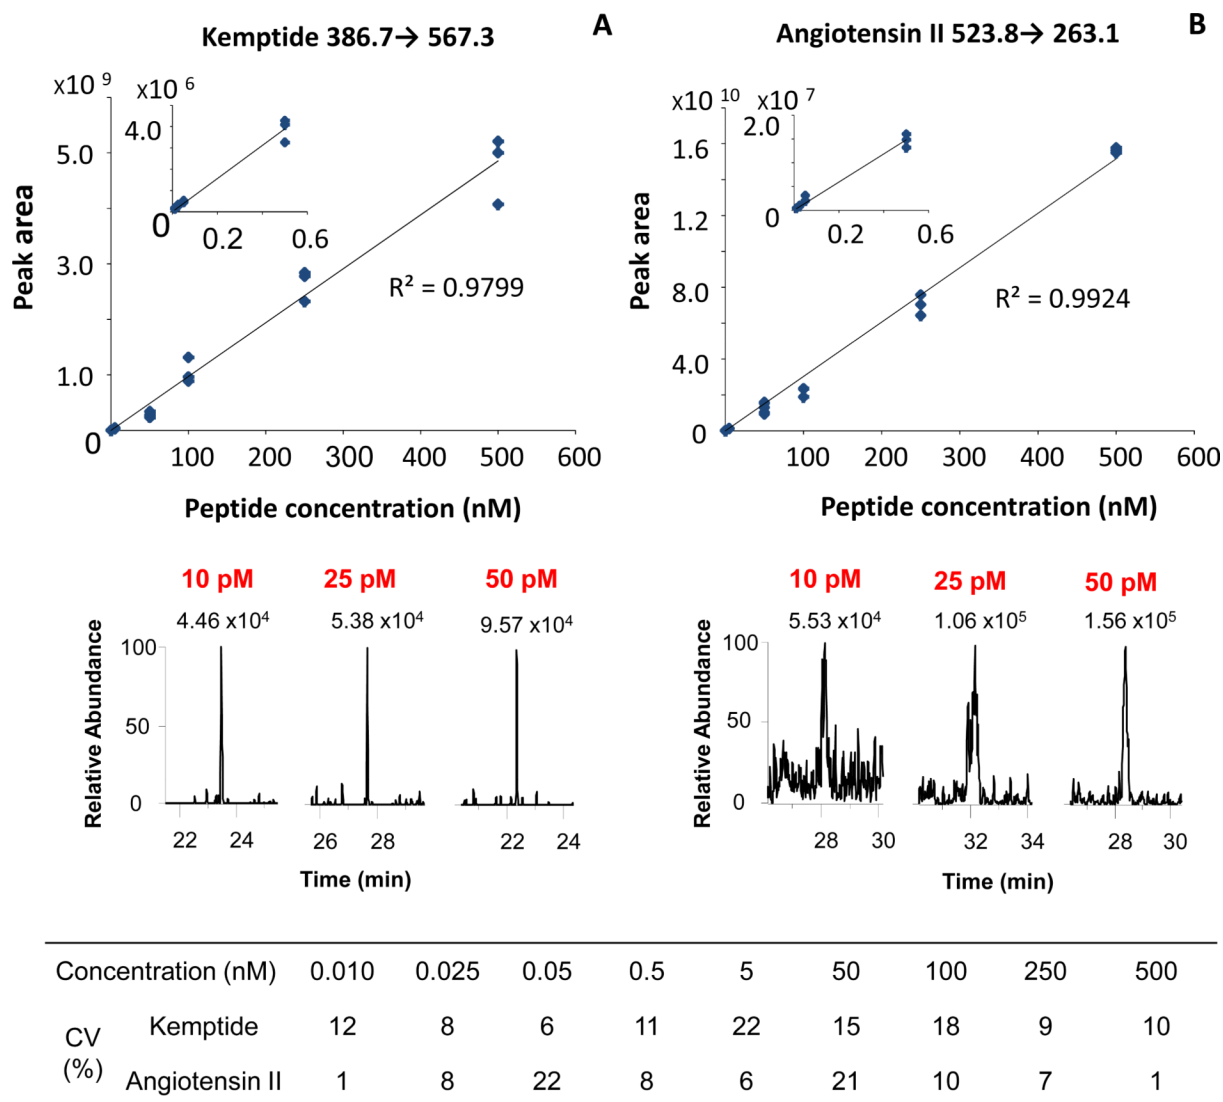 Kemptide 386.7→ 567.3
A
x10 9
x10 6
4.0
0
0.2
0.6
5.0
3.0
1.0
0
Peak area
R² = 0.9799
100
200
300
400
500
600
Peptide concentration (nM)
Angiotensin II 523.8→ 263.1
B
x10 10
x10 7
2.0
0
0.2
0.6
1.6
1.2
8.0
4.0
0
Peak area
R² = 0.9924
100
200
300
400
500
600
Peptide concentration (nM)
10 pM
25 pM
50 pM
4.46 x10⁴
5.38 x10⁴
9.57 x10⁴
Relative Abundance
100
50
0
22 24
26 28
22 24
Time (min)
10 pM
25 pM
50 pM
5.53 x10⁴
1.06 x10⁵
1.56 x10⁵
Relative Abundance
100
50
0
28 30
32 34
28 30
Time (min)
Concentration (nM) 0.010 0.025 0.05 0.5 5 50 100 250 500
CV
(%)
Kemptide 12 8 6 11 22 15 18 9 10
Angiotensin II 1 8 22 8 6 21 10 7 1